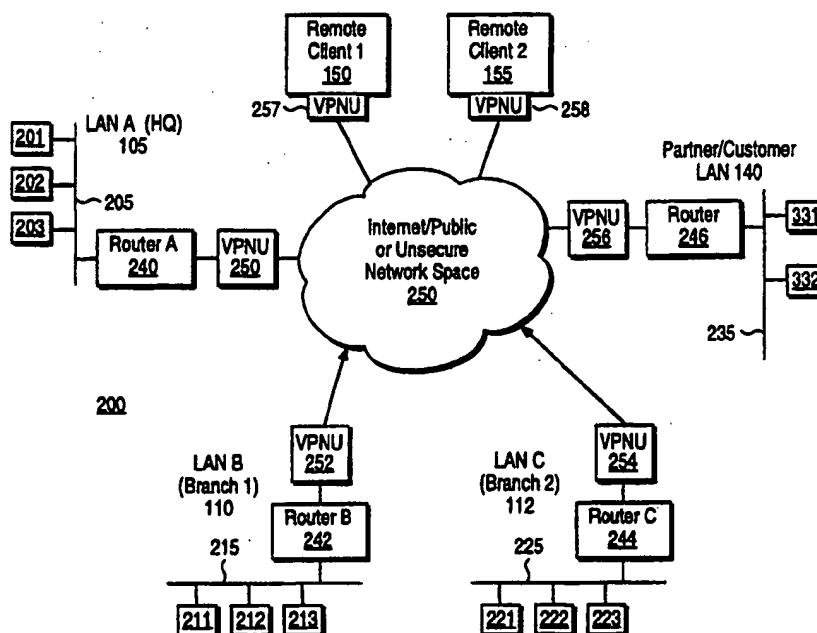 Remote
Client 1
150
VPNU
257
Remote
Client 2
155
VPNU
258
LAN A (HQ)
105
201
202
203
205
Router A
240
VPNU
250
Internet/Public
or Unsecure
Network Space
250
Partner/Customer
LAN 140
VPNU
256
Router
246
331
332
235
200
VPNU
252
LAN B
(Branch 1)
110
Router B
242
215
211
212
213
VPNU
254
LAN C
(Branch 2)
112
Router C
244
225
221
222
223